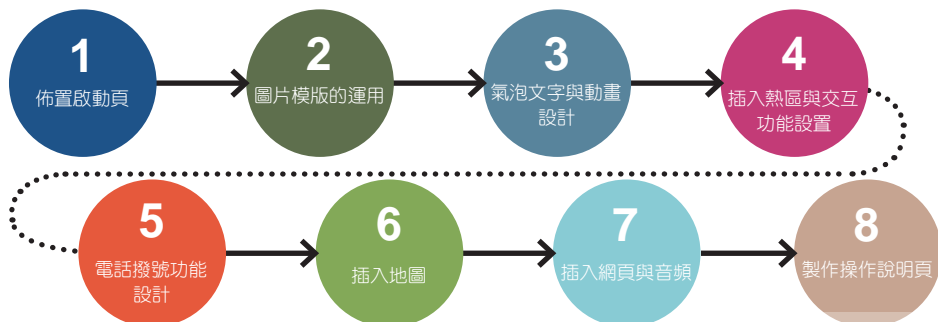 1
佈置啟動頁
2
圖片模版的運用
3
氣泡文字與動畫
設計
4
插入熱區與交互
功能設置
5
電話撥號功能
設計
6
插入地圖
7
插入網頁與音頻
8
製作操作說明頁